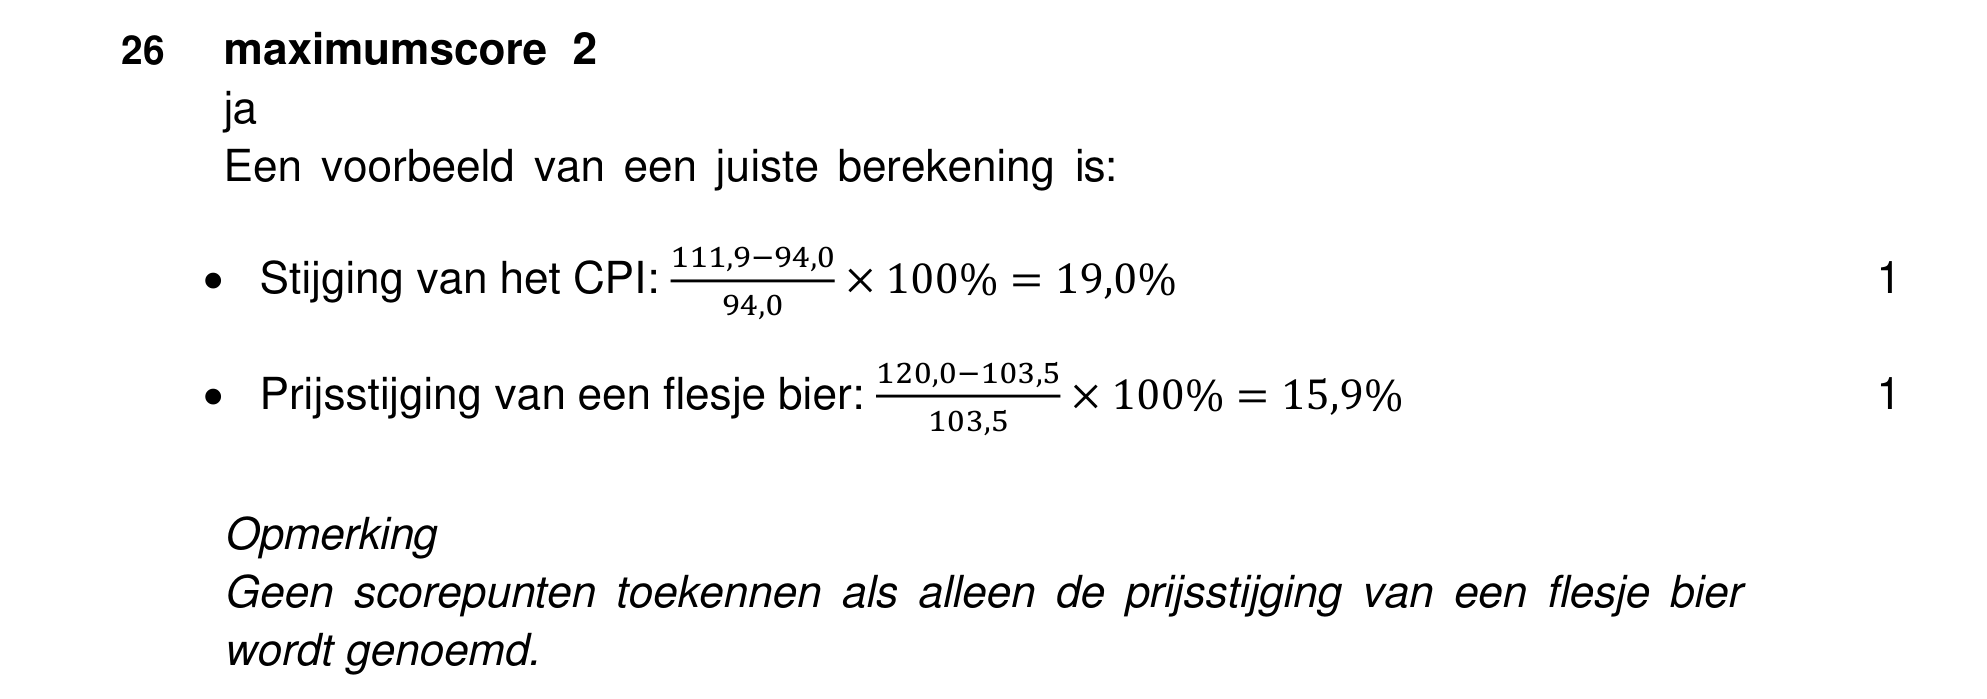 26 maximumscore 2
ja
Een voorbeeld van een juiste berekening is:
• Stijging van het CPI: \frac{111,9−94,0}{94,0} × 100% = 19,0% 1
• Prijsstijging van een flesje bier: \frac{120,0−103,5}{103,5} × 100% = 15,9% 1
Opmerking
Geen scorepunten toekennen als alleen de prijsstijging van een flesje bier
wordt genoemd.